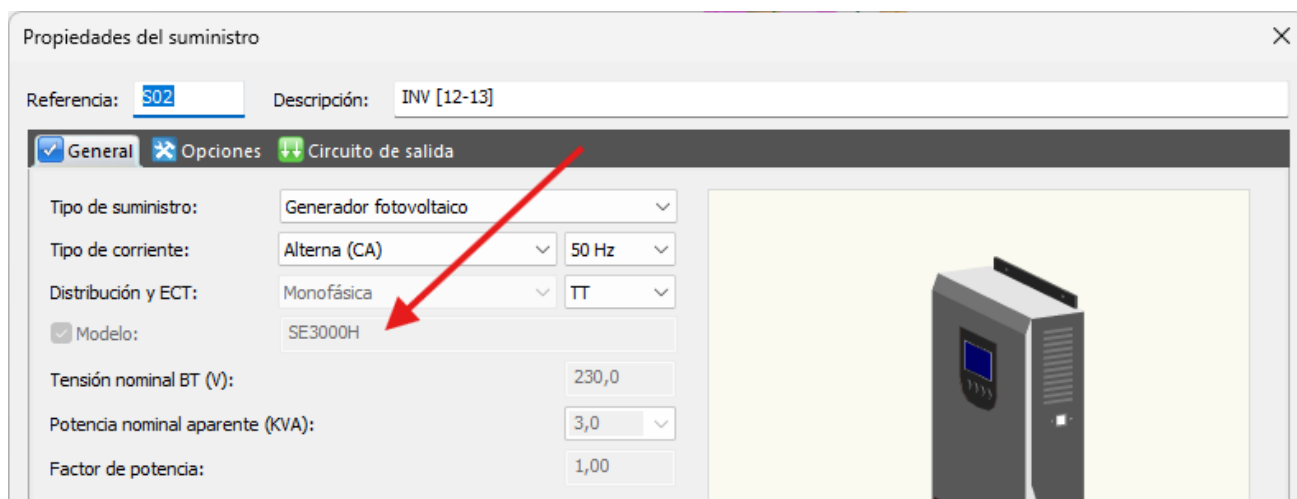 Propiedades del suministro
Referencia: S02 Descripción: INV [12-13]
General Opciones Circuito de salida
Tipo de suministro: Generador fotovoltaico
Tipo de corriente: Alterna (CA) 50 Hz
Distribución y ECT: Monofásica TT
Modelo: SE3000H
Tensión nominal BT (V): 230,0
Potencia nominal aparente (KVA): 3,0
Factor de potencia: 1,00